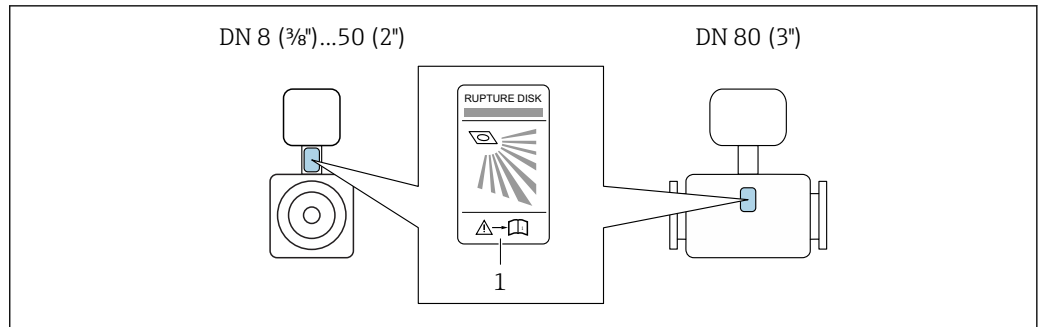 DN 8 (⅜")...50 (2")
DN 80 (3")
RUPTURE DISK
1